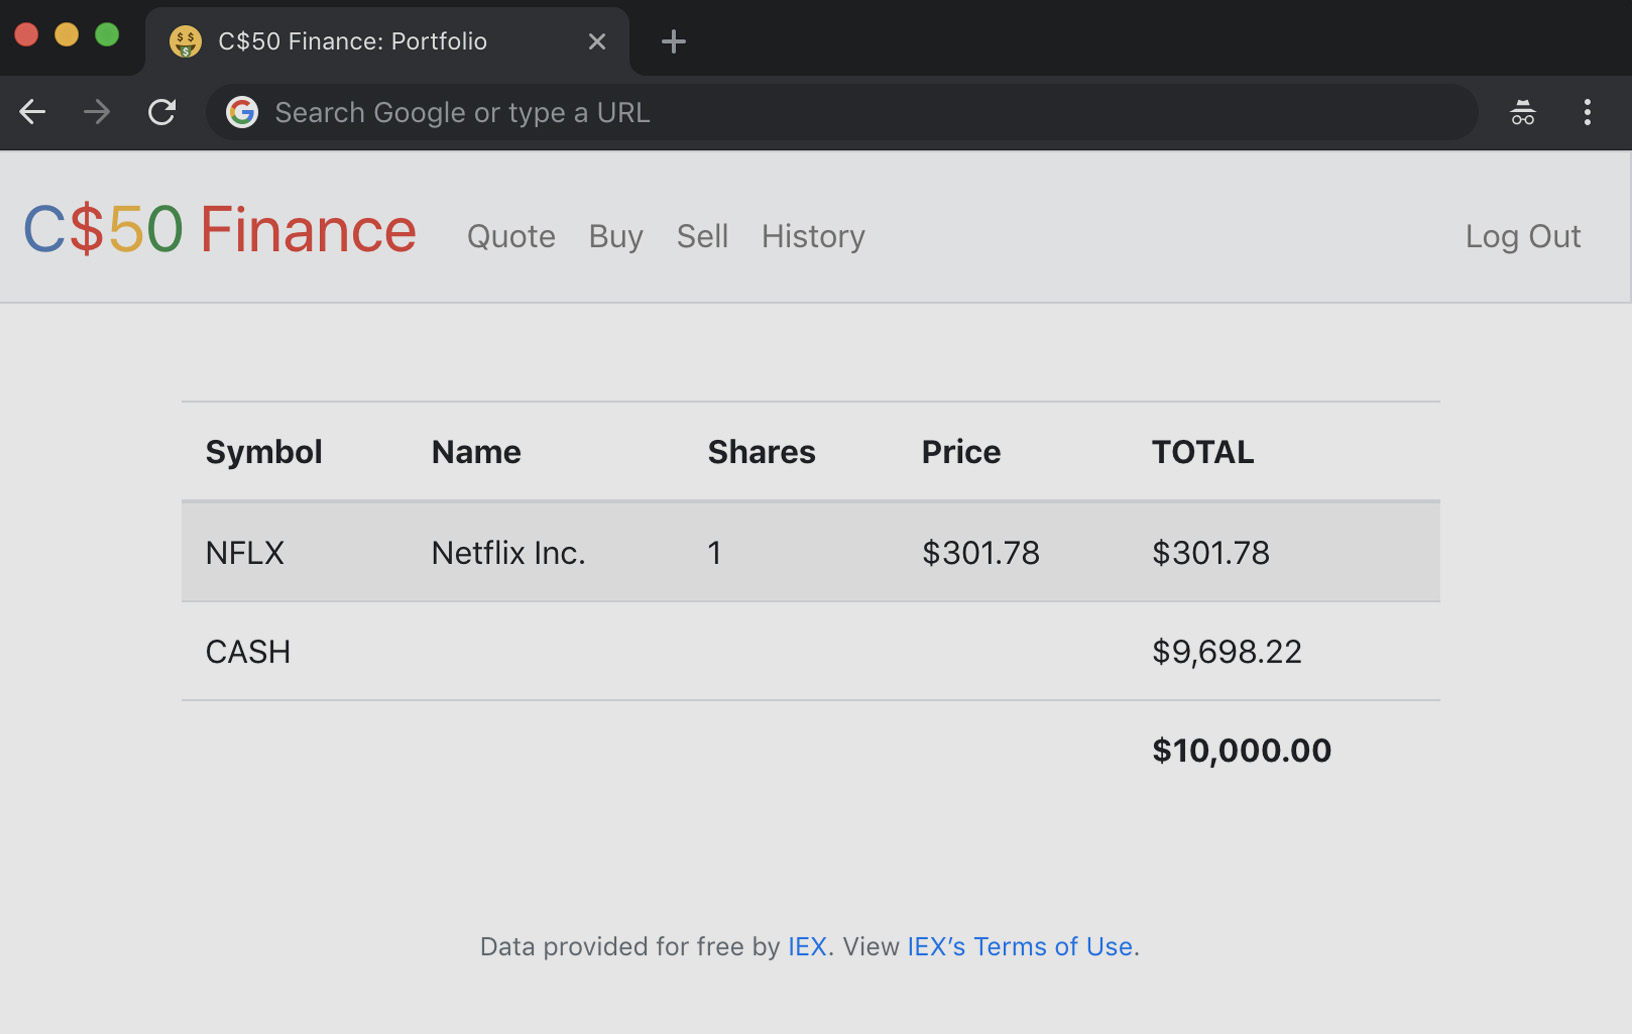 C$50 Finance: Portfolio
Search Google or type a URL
C$50 Finance Quote Buy Sell History Log Out
Symbol Name Shares Price TOTAL
NFLX Netflix Inc. 1 $301.78 $301.78
CASH $9,698.22
$10,000.00
Data provided for free by IEX. View IEX’s Terms of Use.